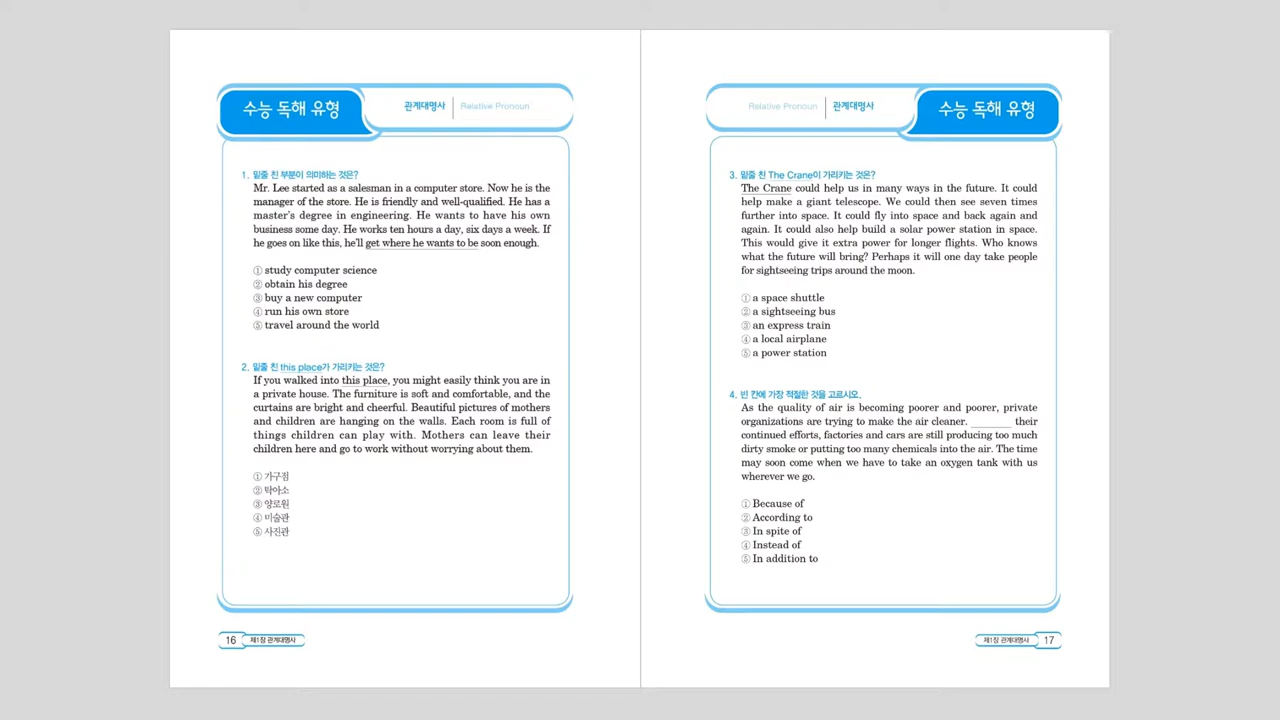 수능 독해 유형
관계대명사
Relative Pronoun
1. 밑줄 친 부분이 의미하는 것은?
Mr. Lee started as a salesman in a computer store. Now he is the
manager of the store. He is friendly and well-qualified. He has a
master's degree in engineering. He wants to have his own
business some day. He works ten hours a day, six days a week. If
he goes on like this, he'll get where he wants to be soon enough.
① study computer science
② obtain his degree
③ buy a new computer
④ run his own store
⑤ travel around the world
2. 밑줄 친 this place가 가리키는 것은?
If you walked into this place, you might easily think you are in
a private house. The furniture is soft and comfortable, and the
curtains are bright and cheerful. Beautiful pictures of mothers
and children are hanging on the walls. Each room is full of
things children can play with. Mothers can leave their
children here and go to work without worrying about them.
① 가구점
② 탁아소
③ 양로원
④ 미술관
⑤ 사진관
16 제1장 관계대명사
Relative Pronoun
관계대명사
수능 독해 유형
3. 밑줄 친 The Crane이 가리키는 것은?
The Crane could help us in many ways in the future. It could
help make a giant telescope. We could then see seven times
further into space. It could fly into space and back again and
again. It could also help build a solar power station in space.
This would give it extra power for longer flights. Who knows
what the future will bring? Perhaps it will one day take people
for sightseeing trips around the moon.
① a space shuttle
② a sightseeing bus
③ an express train
④ a local airplane
⑤ a power station
4. 빈 칸에 가장 적절한 것을 고르시오.
As the quality of air is becoming poorer and poorer, private
organizations are trying to make the air cleaner. ________ their
continued efforts, factories and cars are still producing too much
dirty smoke or putting too many chemicals into the air. The time
may soon come when we have to take an oxygen tank with us
wherever we go.
① Because of
② According to
③ In spite of
④ Instead of
⑤ In addition to
제1장 관계대명사 17